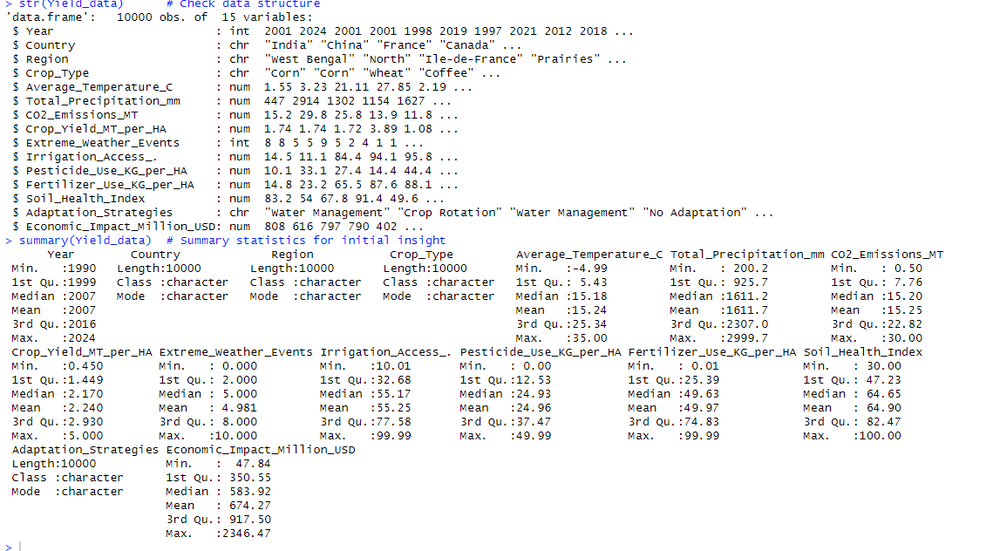 > str(Yield_data)      # Check data structure
'data.frame':   10000 obs. of  15 variables:
 $ Year                       : int  2001 2024 2001 2001 1998 2019 1997 2021 2012 2018 ...
 $ Country                    : chr  "India" "China" "France" "Canada" ...
 $ Region                     : chr  "West Bengal" "North" "Ile-de-France" "Prairies" ...
 $ Crop_Type                  : chr  "Corn" "Corn" "Wheat" "Coffee" ...
 $ Average_Temperature_C      : num  1.55 3.23 21.11 27.85 2.19 ...
 $ Total_Precipitation_mm     : num  447 2914 1302 1154 1627 ...
 $ CO2_Emissions_MT           : num  15.2 29.8 25.8 13.9 11.8 ...
 $ Crop_Yield_MT_per_HA       : num  1.74 1.74 1.72 3.89 1.08 ...
 $ Extreme_Weather_Events     : int  8 8 5 5 9 5 2 4 1 1 ...
 $ Irrigation_Access_.        : num  14.5 11.1 84.4 94.1 95.8 ...
 $ Pesticide_Use_KG_per_HA    : num  10.1 33.1 27.4 14.4 44.4 ...
 $ Fertilizer_Use_KG_per_HA   : num  14.8 23.2 65.5 87.6 88.1 ...
 $ Soil_Health_Index          : num  83.2 54 67.8 91.4 49.6 ...
 $ Adaptation_Strategies      : chr  "Water Management" "Crop Rotation" "Water Management" "No Adaptation" ...
 $ Economic_Impact_Million_USD: num  808 616 797 790 402 ...
> summary(Yield_data)  # Summary statistics for initial insight
      Year        Country             Region           Crop_Type         Average_Temperature_C Total_Precipitation_mm CO2_Emissions_MT
 Min.   :1990   Length:10000       Length:10000       Length:10000       Min.   :-4.99         Min.   : 200.2         Min.   : 0.50
 1st Qu.:1999   Class :character   Class :character   Class :character   1st Qu.: 5.43         1st Qu.: 925.7         1st Qu.: 7.76
 Median :2007   Mode  :character   Mode  :character   Mode  :character   Median :15.18         Median :1611.2         Median :15.20
 Mean   :2007                                                            Mean   :15.24         Mean   :1611.7         Mean   :15.25
 3rd Qu.:2016                                                            3rd Qu.:25.34         3rd Qu.:2307.0         3rd Qu.:22.82
 Max.   :2024                                                            Max.   :35.00         Max.   :2999.7         Max.   :30.00
 Crop_Yield_MT_per_HA Extreme_Weather_Events Irrigation_Access_. Pesticide_Use_KG_per_HA Fertilizer_Use_KG_per_HA Soil_Health_Index
 Min.   :0.450        Min.   : 0.000         Min.   :10.01       Min.   : 0.00           Min.   : 0.01            Min.   : 30.00
 1st Qu.:1.449        1st Qu.: 2.000         1st Qu.:32.68       1st Qu.:12.53           1st Qu.:25.39            1st Qu.: 47.23
 Median :2.170        Median : 5.000         Median :55.17       Median :24.93           Median :49.63            Median : 64.65
 Mean   :2.240        Mean   : 4.981         Mean   :55.25       Mean   :24.96           Mean   :49.97            Mean   : 64.90
 3rd Qu.:2.930        3rd Qu.: 8.000         3rd Qu.:77.58       3rd Qu.:37.47           3rd Qu.:74.83            3rd Qu.: 82.47
 Max.   :5.000        Max.   :10.000         Max.   :99.99       Max.   :49.99           Max.   :99.99            Max.   :100.00
 Adaptation_Strategies Economic_Impact_Million_USD
 Length:10000          Min.   :  47.84
 Class :character      1st Qu.: 350.55
 Mode  :character      Median : 583.92
                       Mean   : 674.27
                       3rd Qu.: 917.50
                       Max.   :2346.47
>